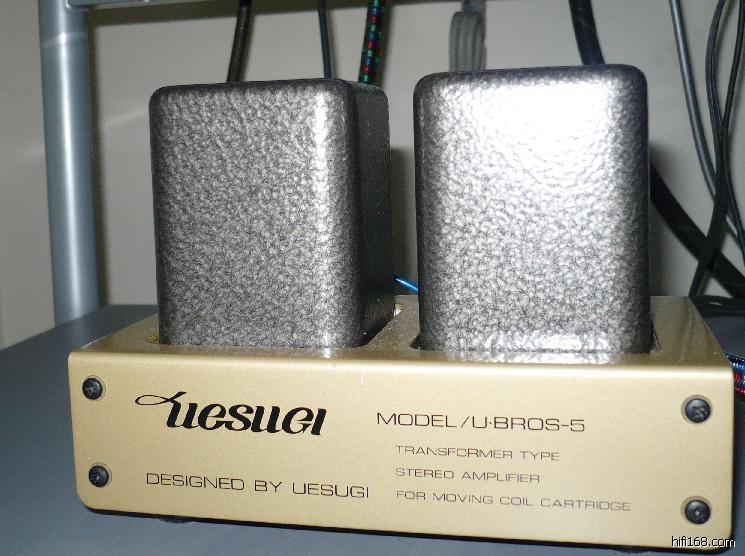 UESUGI
MODEL/U·BROS-5
TRANSFORMER TYPE
STEREO AMPLIFIER
DESIGNED BY UESUGI
FOR MOVING COIL CARTRIDGE
hifi168.com